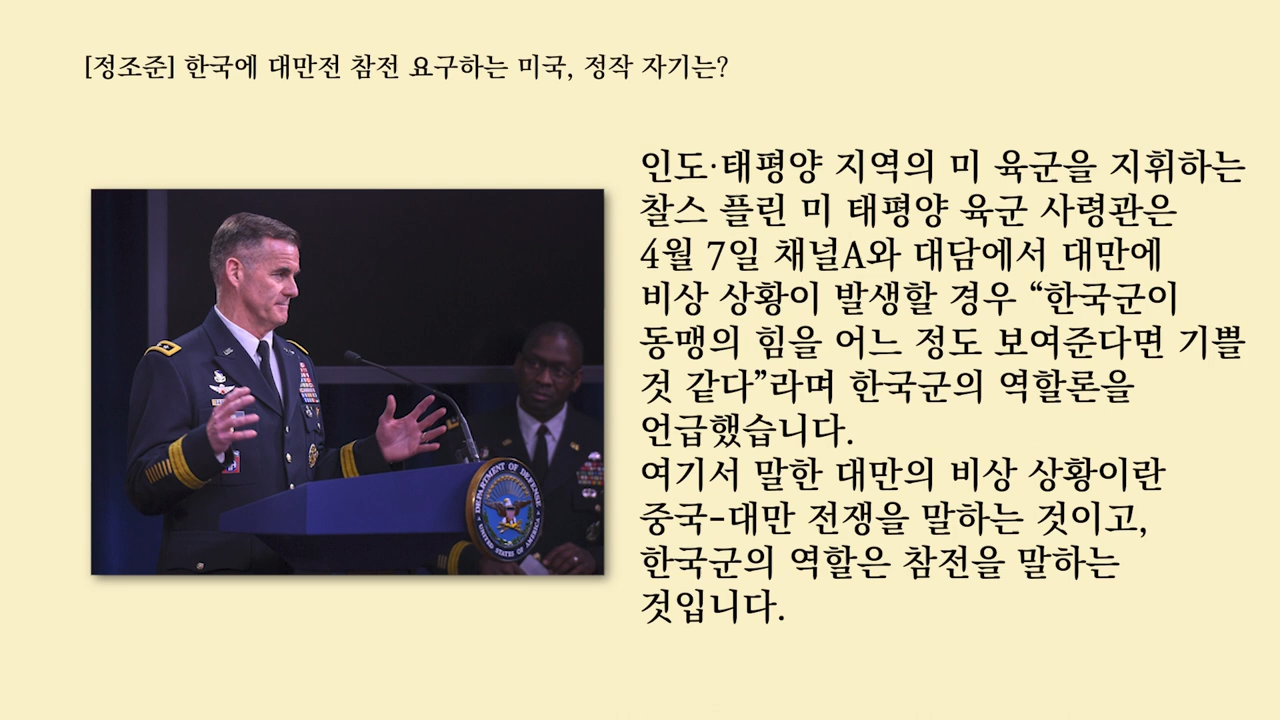 [정조준] 한국에 대만전 참전 요구하는 미국, 정작 자기는?
인도·태평양 지역의 미 육군을 지휘하는
찰스 플린 미 태평양 육군 사령관은
4월 7일 채널A와 대담에서 대만에
비상 상황이 발생할 경우 “한국군이
동맹의 힘을 어느 정도 보여준다면 기쁠
것 같다”라며 한국군의 역할론을
언급했습니다.
여기서 말한 대만의 비상 상황이란
중국-대만 전쟁을 말하는 것이고,
한국군의 역할은 참전을 말하는
것입니다.
DEPARTMENT OF DEFENSE
UNITED STATES OF AMERICA